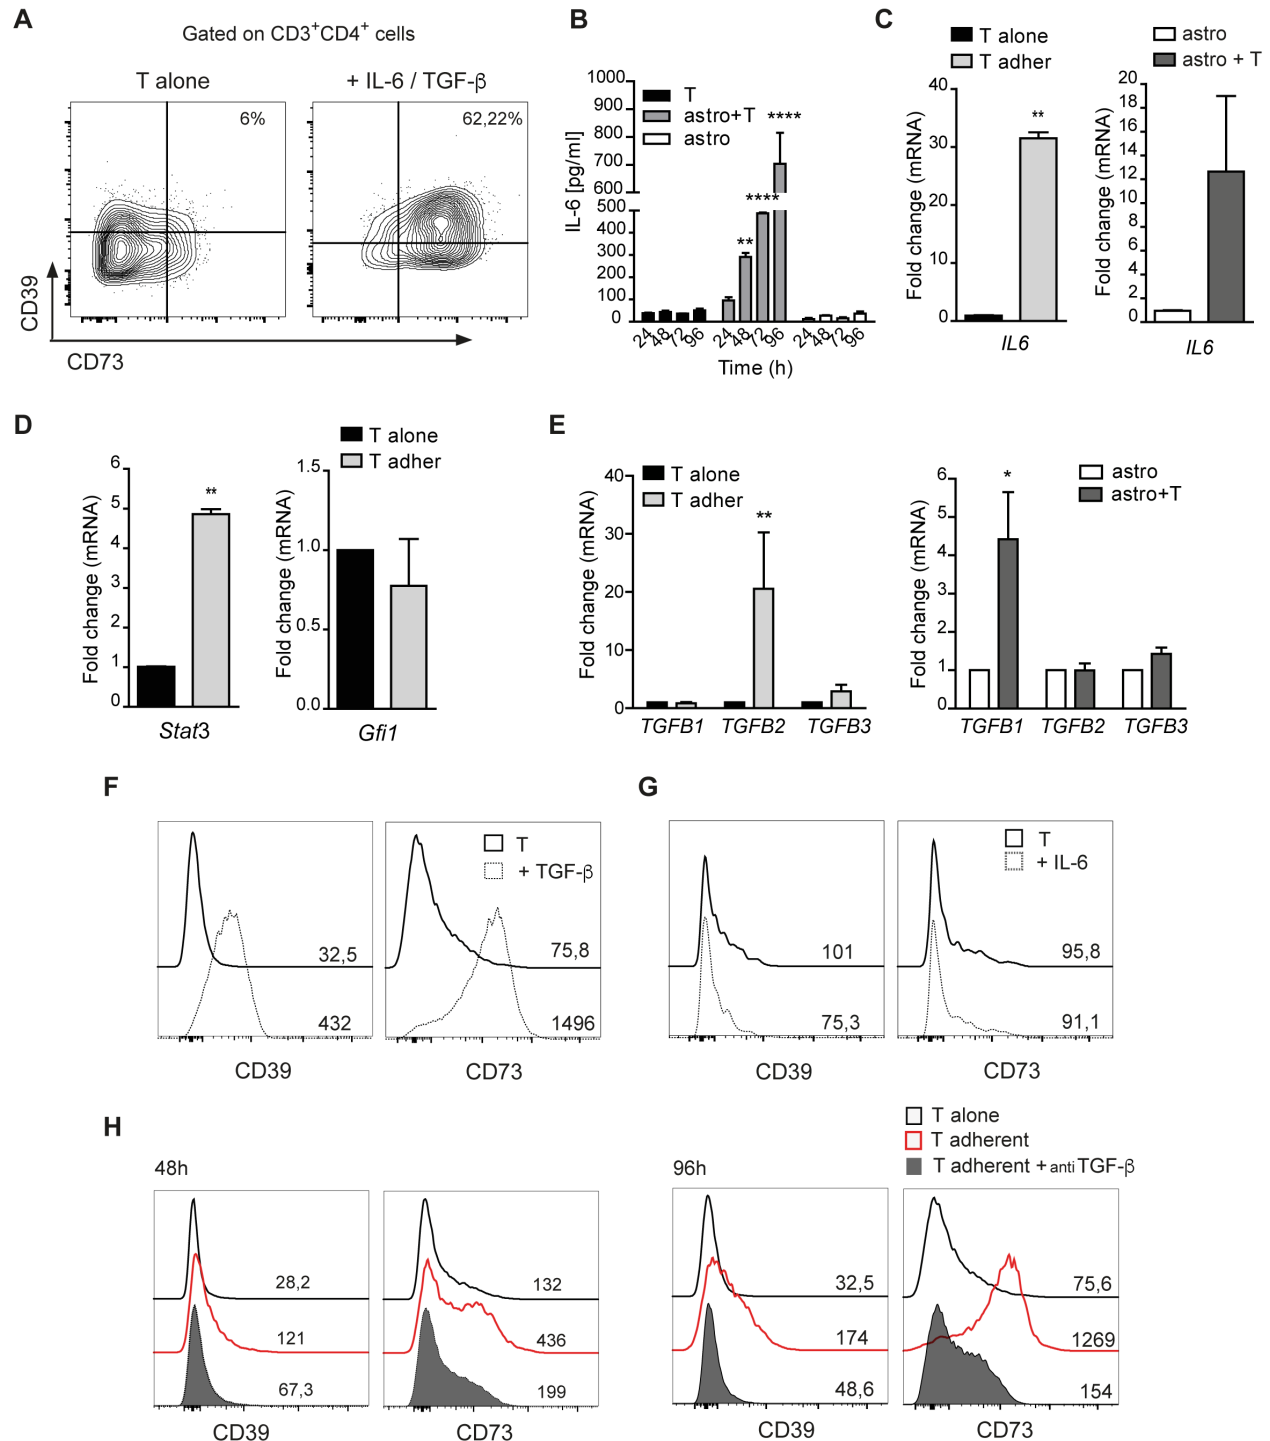 A
Gated on CD3+CD4+ cells
T alone
+ IL-6 / TGF-β
6%
62,22%
CD39
CD73
B
1000
900
800
700
600
500
400
300
200
100
0
IL-6 [pg/ml]
T
astro+T
astro
**
****
****
24 48 72 96 24 48 72 96 24 48 72 96
Time (h)
C
T alone
T adher
Fold change (mRNA)
40
30
20
10
0
**
IL6
astro
astro + T
Fold change (mRNA)
20
18
16
14
12
10
8
6
4
2
0
IL6
D
Fold change (mRNA)
6
5
4
3
2
1
0
**
Stat3
T alone
T adher
Fold change (mRNA)
1.5
1.0
0.5
0.0
Gfi1
E
T alone
T adher
Fold change (mRNA)
40
30
20
10
0
**
TGFB1 TGFB2 TGFB3
astro
astro+T
Fold change (mRNA)
6
5
4
3
2
1
0
*
TGFB1 TGFB2 TGFB3
F
T
+ TGF-β
32,5
432
CD39
75,8
1496
CD73
G
T
+ IL-6
101
75,3
CD39
95,8
91,1
CD73
H
T alone
T adherent
T adherent + anti TGF-β
48h
28,2
121
67,3
CD39
132
436
199
CD73
96h
32,5
174
48,6
CD39
75,6
1269
154
CD73